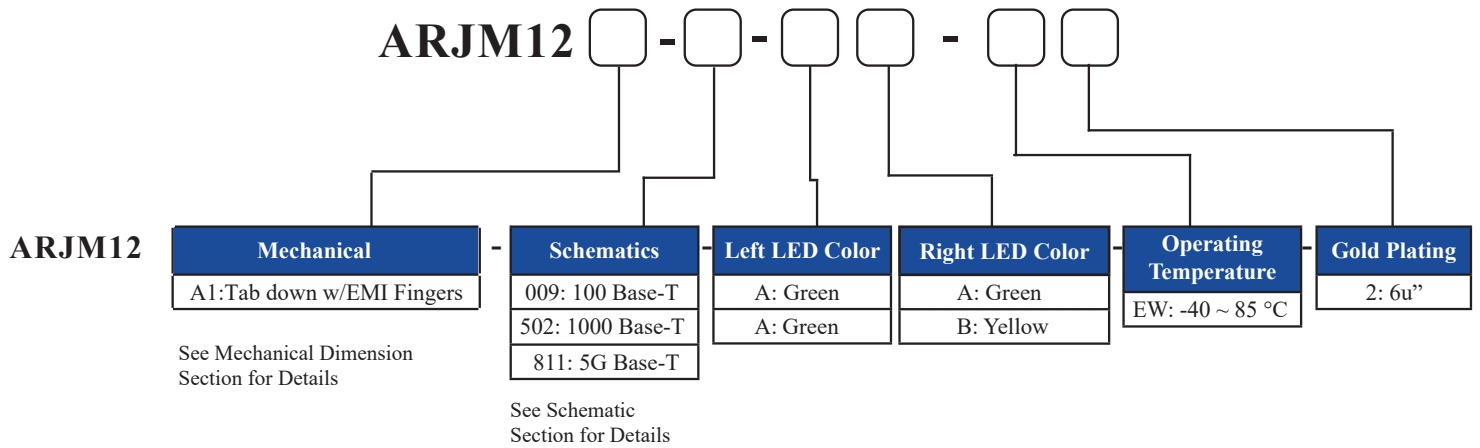 ARJM12 - - -
ARJM12 Mechanical - Schematics - Left LED Color Right LED Color - Operating Temperature - Gold Plating
A1:Tab down w/EMI Fingers 009: 100 Base-T A: Green A: Green EW: -40 ~ 85 °C 2: 6u”
502: 1000 Base-T A: Green B: Yellow
811: 5G Base-T
See Mechanical Dimension
Section for Details
See Schematic
Section for Details